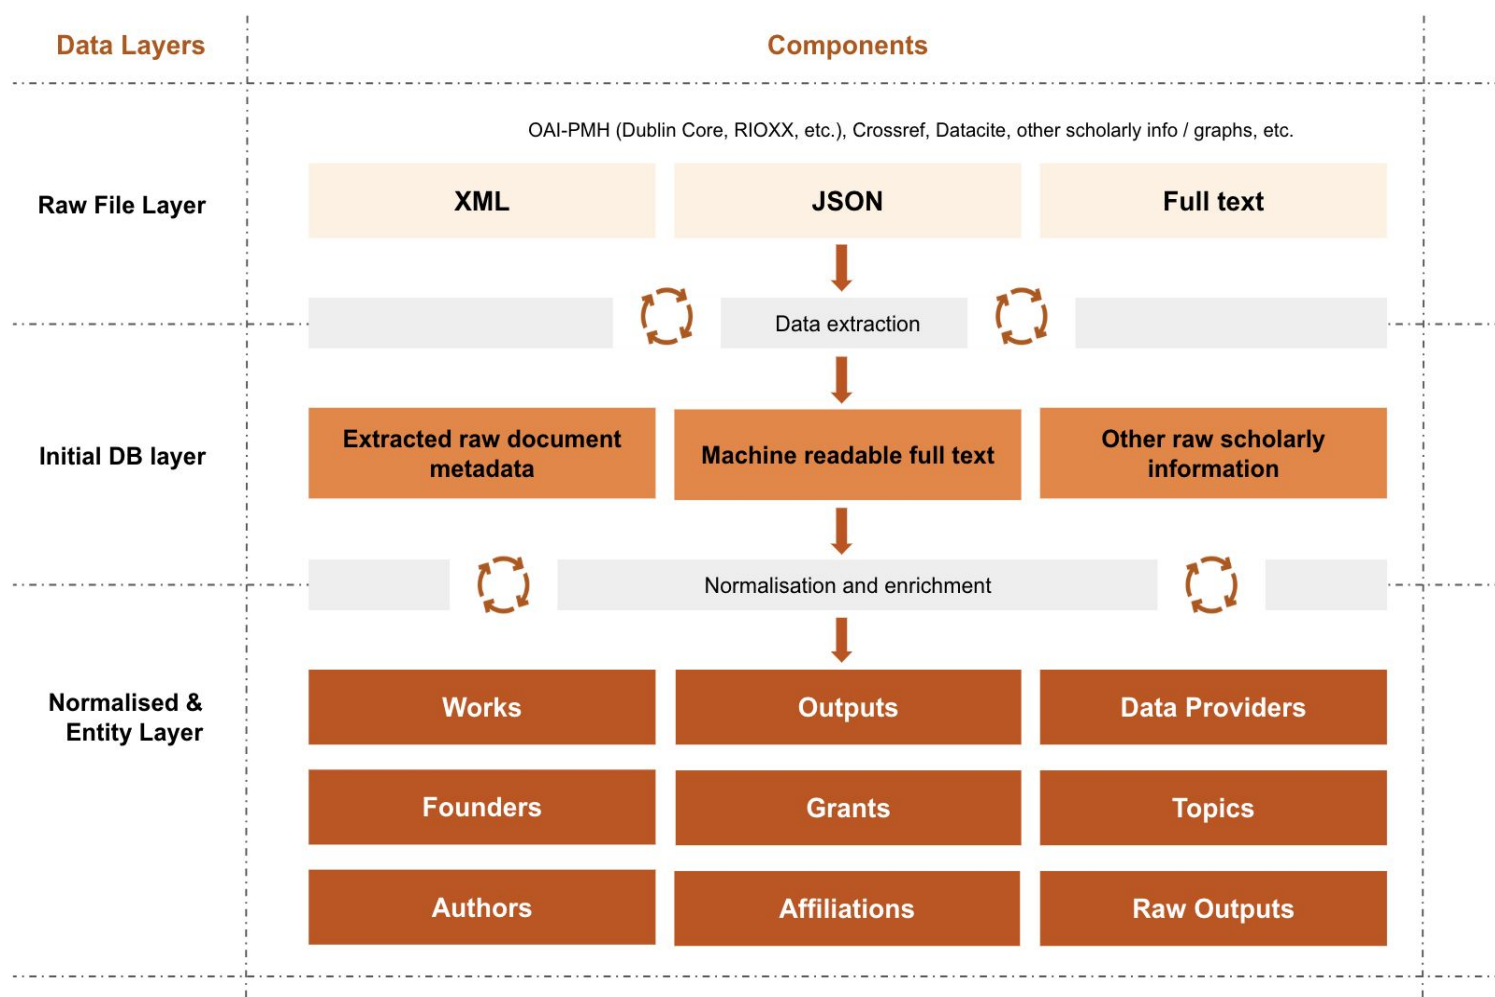 Data Layers
Components
OAI-PMH (Dublin Core, RIOXX, etc.), Crossref, Datacite, other scholarly info / graphs, etc.
Raw File Layer
XML
JSON
Full text
Data extraction
Initial DB layer
Extracted raw document
metadata
Machine readable full text
Other raw scholarly
information
Normalisation and enrichment
Normalised &
Entity Layer
Works
Outputs
Data Providers
Founders
Grants
Topics
Authors
Affiliations
Raw Outputs